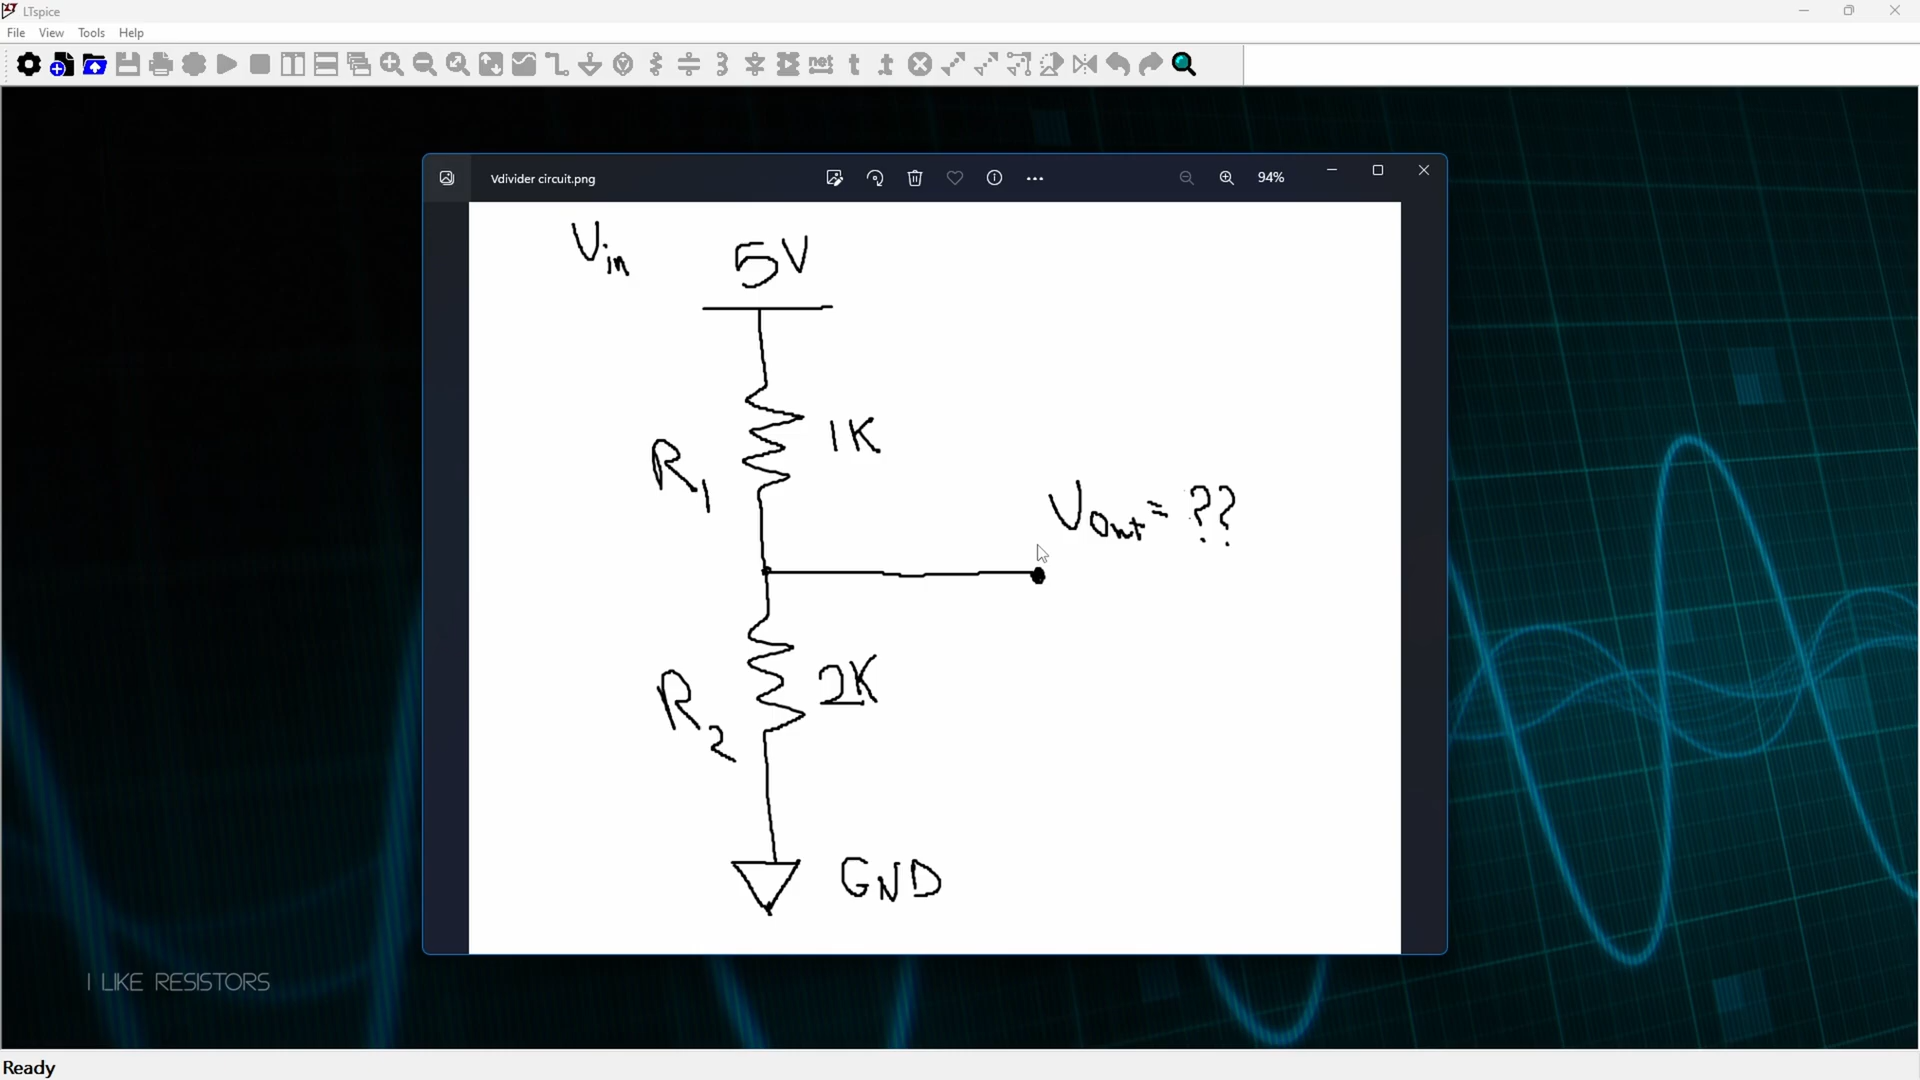 LTspice
File View Tools Help
net t .t
Vdivider circuit.png
94%
Vin
5V
R1
1K
Vout = ??
R2
2K
GND
I LIKE RESISTORS
Ready